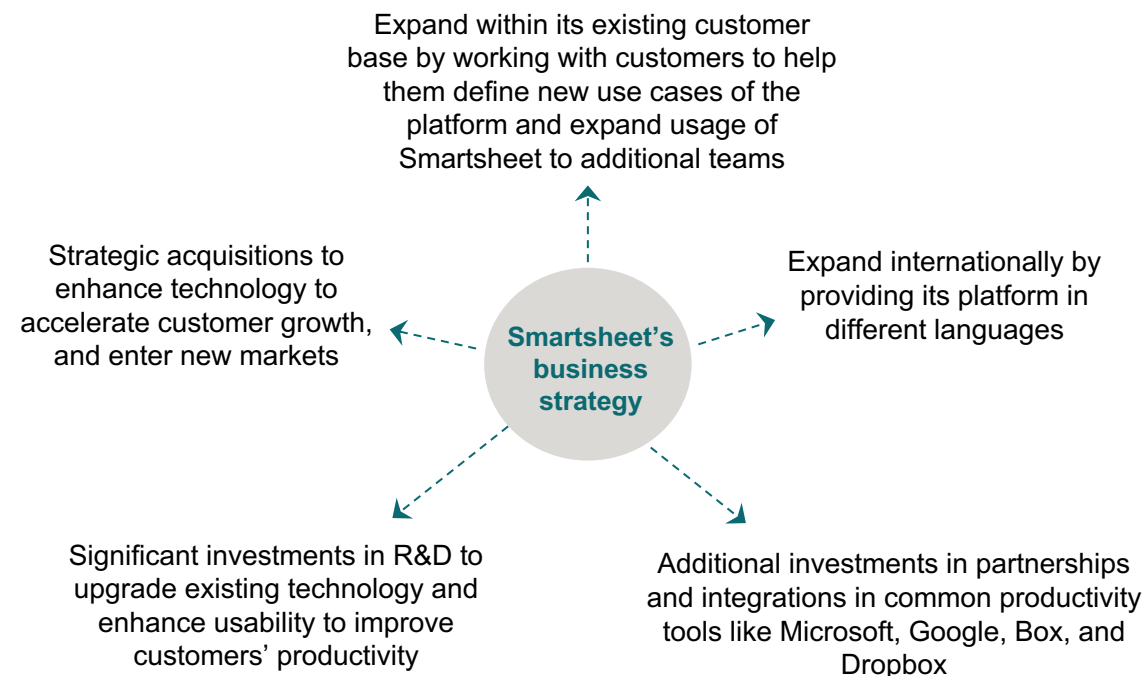 Expand within its existing customer
base by working with customers to help
them define new use cases of the
platform and expand usage of
Smartsheet to additional teams
Strategic acquisitions to
enhance technology to
accelerate customer growth,
and enter new markets
Expand internationally by
providing its platform in
different languages
Smartsheet’s
business
strategy
Significant investments in R&D to
upgrade existing technology and
enhance usability to improve
customers’ productivity
Additional investments in partnerships
and integrations in common productivity
tools like Microsoft, Google, Box, and
Dropbox